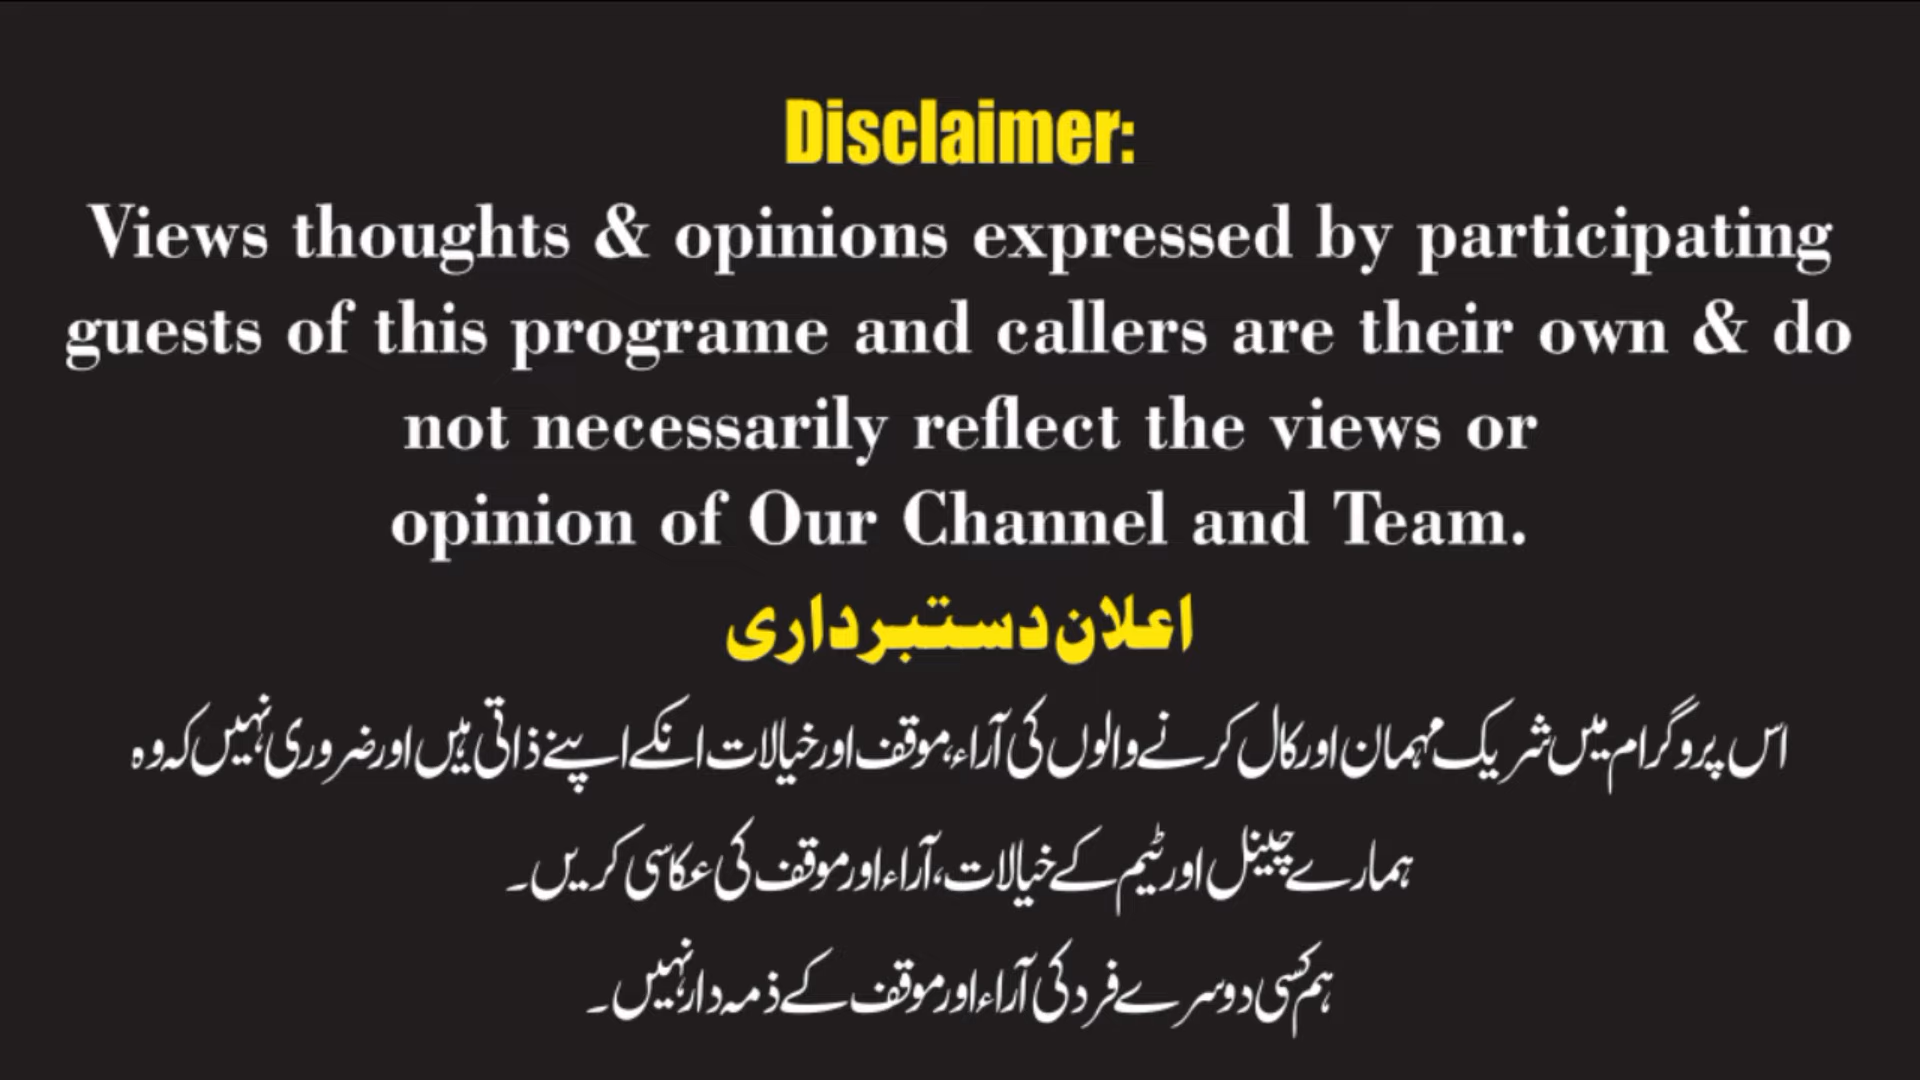 Disclaimer:
Views thoughts & opinions expressed by participating
guests of this programe and callers are their own & do
not necessarily reflect the views or
opinion of Our Channel and Team.
اعلان دستبرداری
اس پروگرام میں شریک مہمان اور کال کرنے والوں کی آراء، موقف اور خیالات انکے اپنے ذاتی ہیں اور ضروری نہیں کہ وہ
ہمارے چینل اور ٹیم کے خیالات، آراء اور موقف کی عکاسی کریں۔
ہم کسی دوسرے فرد کی آراء اور موقف کے ذمہ دار نہیں۔